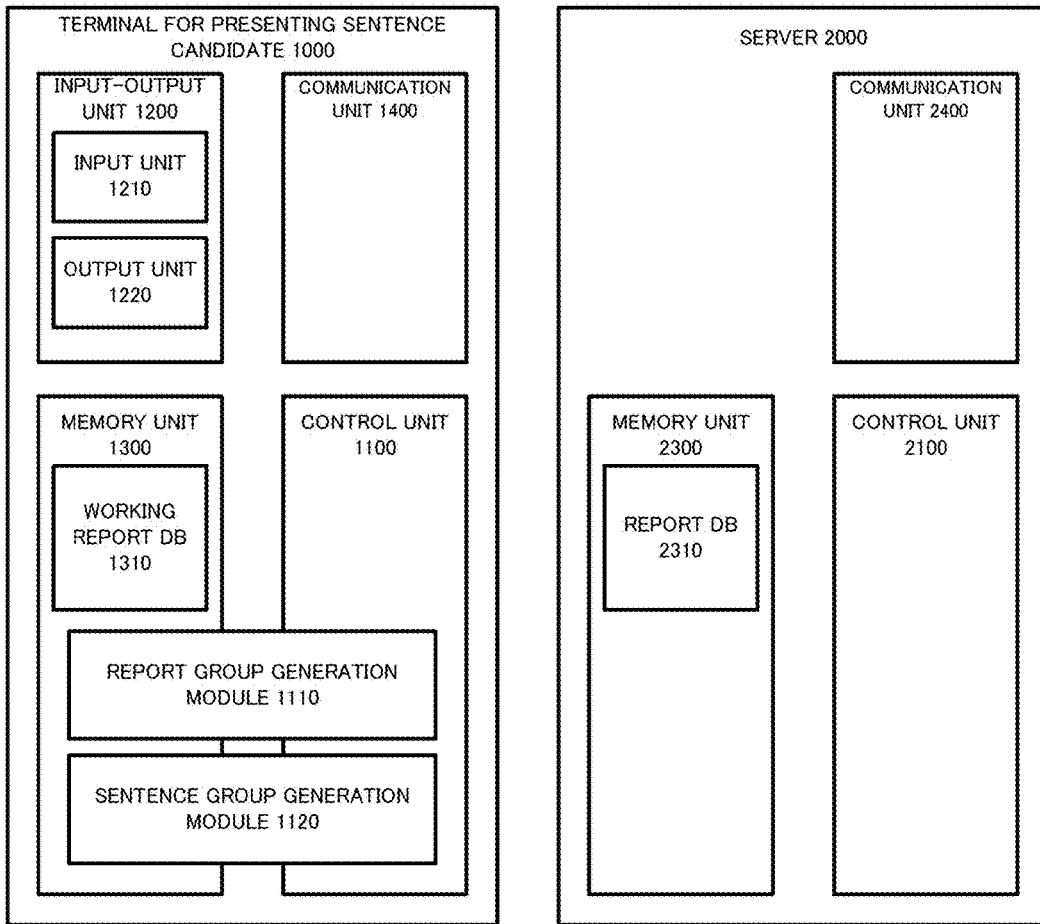 TERMINAL FOR PRESENTING SENTENCE
CANDIDATE 1000
INPUT-OUTPUT
UNIT 1200
INPUT UNIT
1210
OUTPUT UNIT
1220
COMMUNICATION
UNIT 1400
MEMORY UNIT
1300
WORKING
REPORT DB
1310
CONTROL UNIT
1100
REPORT GROUP GENERATION
MODULE 1110
SENTENCE GROUP GENERATION
MODULE 1120
SERVER 2000
COMMUNICATION
UNIT 2400
MEMORY UNIT
2300
REPORT DB
2310
CONTROL UNIT
2100